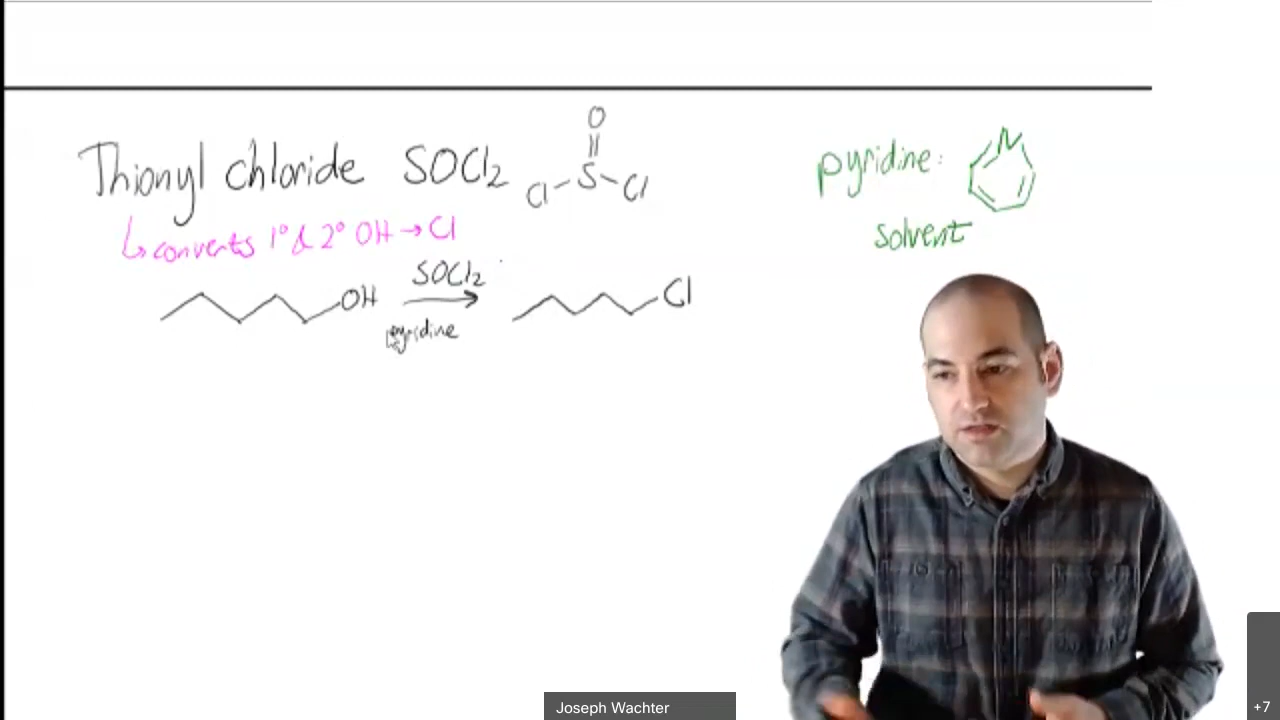 Thionyl chloride SOCl2
O
||
Cl-S-Cl
pyridine:
N
solvent
↳converts 1° & 2° OH → Cl
SOCl2
OH
Cl
pyridine
Joseph Wachter
+7